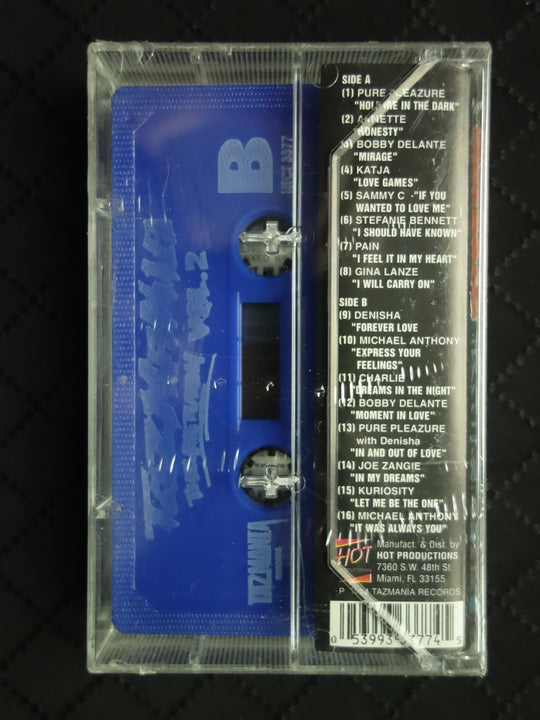 SIDE A
(1) PURE PLEAZURE
"HOLD ME IN THE DARK"
(2) ANNETTE
"HONESTY"
(3) BOBBY DELANTE
"MIRAGE"
(4) KATJA
"LOVE GAMES"
(5) SAMMY C -"IF YOU
WANTED TO LOVE ME"
(6) STEFANIE BENNETT
"I SHOULD HAVE KNOWN"
(7) PAIN
"I FEEL IT IN MY HEART"
(8) GINA LANZE
"I WILL CARRY ON"
SIDE B
(9) DENISHA
"FOREVER LOVE
(10) MICHAEL ANTHONY
"EXPRESS YOUR
FEELINGS"
(11) CHARLIE
"DREAMS IN THE NIGHT"
(12) BOBBY DELANTE
"MOMENT IN LOVE"
(13) PURE PLEAZURE
with Denisha
"IN AND OUT OF LOVE"
(14) JOE ZANGIE
"IN MY DREAMS"
(15) KURIOSITY
"LET ME BE THE ONE"
(16) MICHAEL ANTHONY
"IT WAS ALWAYS YOU"
HOT
Manufact. & Dist. by
HOT PRODUCTIONS
7360 S.W. 48th St.
Miami, FL 33155
TAZMANIA RECORDS
B
VOL. 2
TAZMANIA
RECORDS